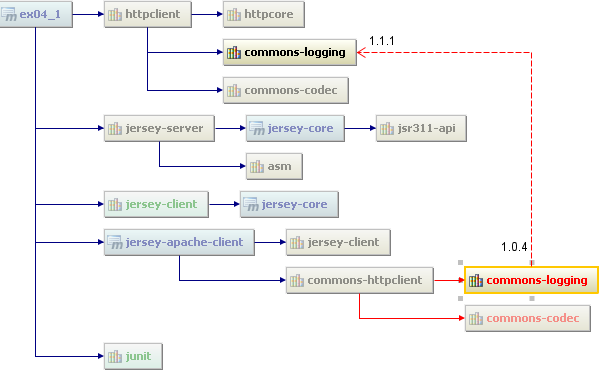 ex04_1 httpclient httpcore
1.1.1
commons-logging
commons-codec
jersey-server jersey-core jsr311-api
asm
jersey-client jersey-core
jersey-apache-client jersey-client
1.0.4
commons-httpclient commons-logging
commons-codec
junit